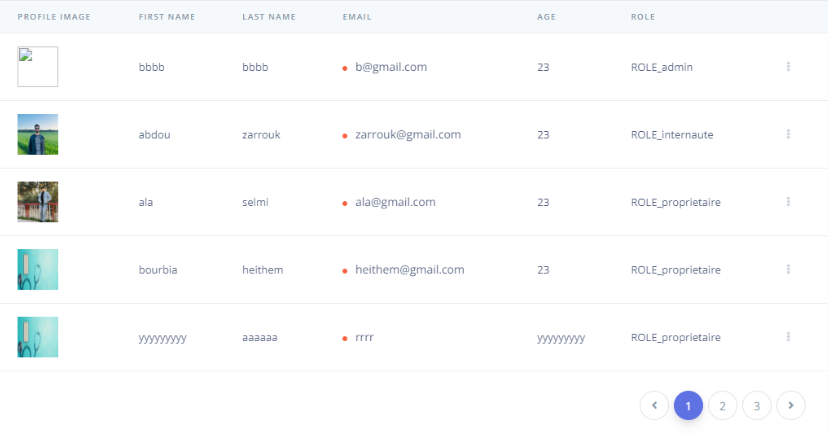 PROFILE IMAGE FIRST NAME LAST NAME EMAIL AGE ROLE
bbbb bbbb b@gmail.com 23 ROLE_admin
abdou zarrouk zarrouk@gmail.com 23 ROLE_internaute
ala selmi ala@gmail.com 23 ROLE_proprietaire
bourbia heithem heithem@gmail.com 23 ROLE_proprietaire
yyyyyyyyy aaaaaa rrrr yyyyyyyyy ROLE_proprietaire
1 2 3